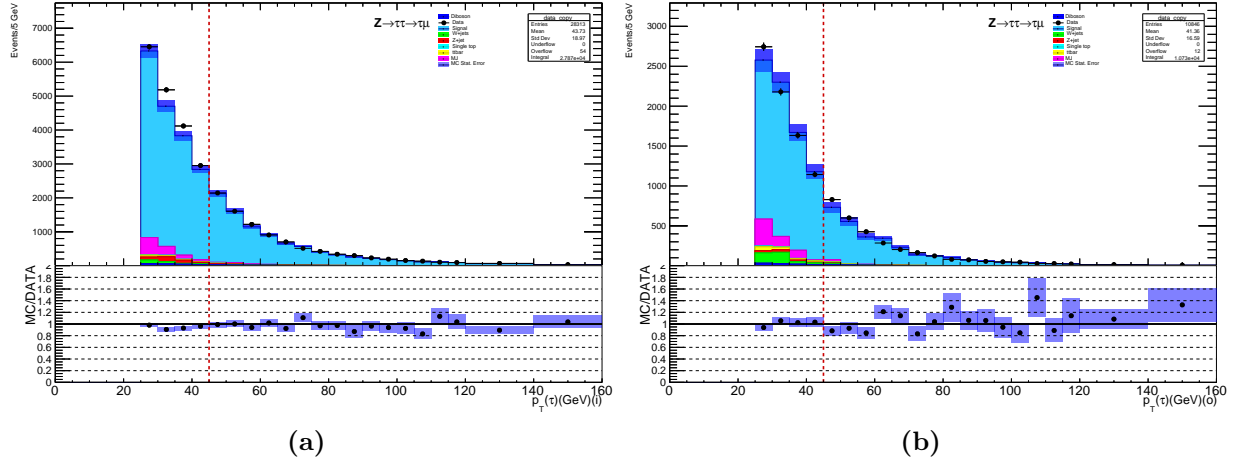 Events/5 GeV
7000
6000
5000
4000
3000
2000
1000
Z→ττ→τμ
Diboson
Data
Signal
W+jets
Z+jet
Single top
ttbar
MJ
MC Stat. Error
data_copy
Entries 28313
Mean 43.73
Std Dev 18.97
Underflow 0
Overflow 54
Integral 2.787e+04
MC/DATA
2
1.8
1.6
1.4
1.2
1
0.8
0.6
0.4
0.2
0
0 20 40 60 80 100 120 140 160
p_T(τ)(GeV)(i)
(a)
Events/5 GeV
3000
2500
2000
1500
1000
500
Z→ττ→τμ
Diboson
Data
Signal
W+jets
Z+jet
Single top
ttbar
MJ
MC Stat. Error
data_copy
Entries 10846
Mean 41.36
Std Dev 16.59
Underflow 0
Overflow 12
Integral 1.073e+04
MC/DATA
2
1.8
1.6
1.4
1.2
1
0.8
0.6
0.4
0.2
0
0 20 40 60 80 100 120 140 160
p_T(τ)(GeV)(o)
(b)